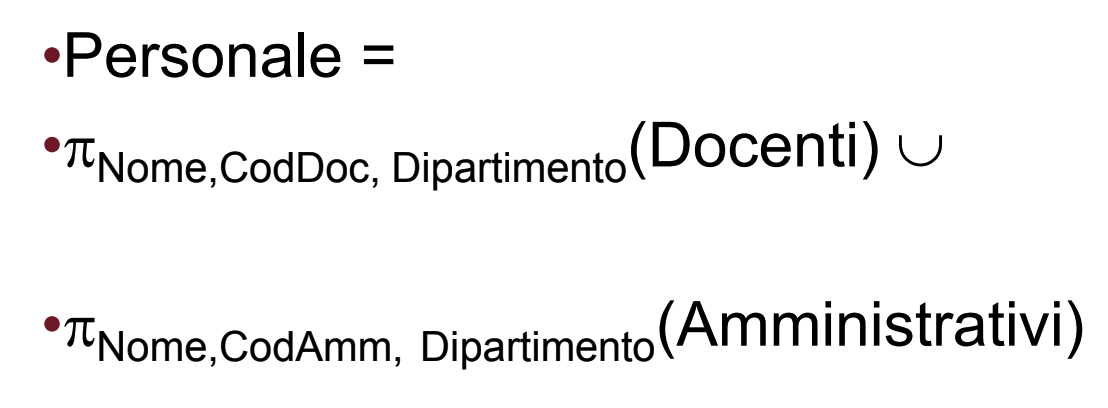 •Personale =
•πNome,CodDoc, Dipartimento(Docenti) ∪
•πNome,CodAmm, Dipartimento(Amministrativi)